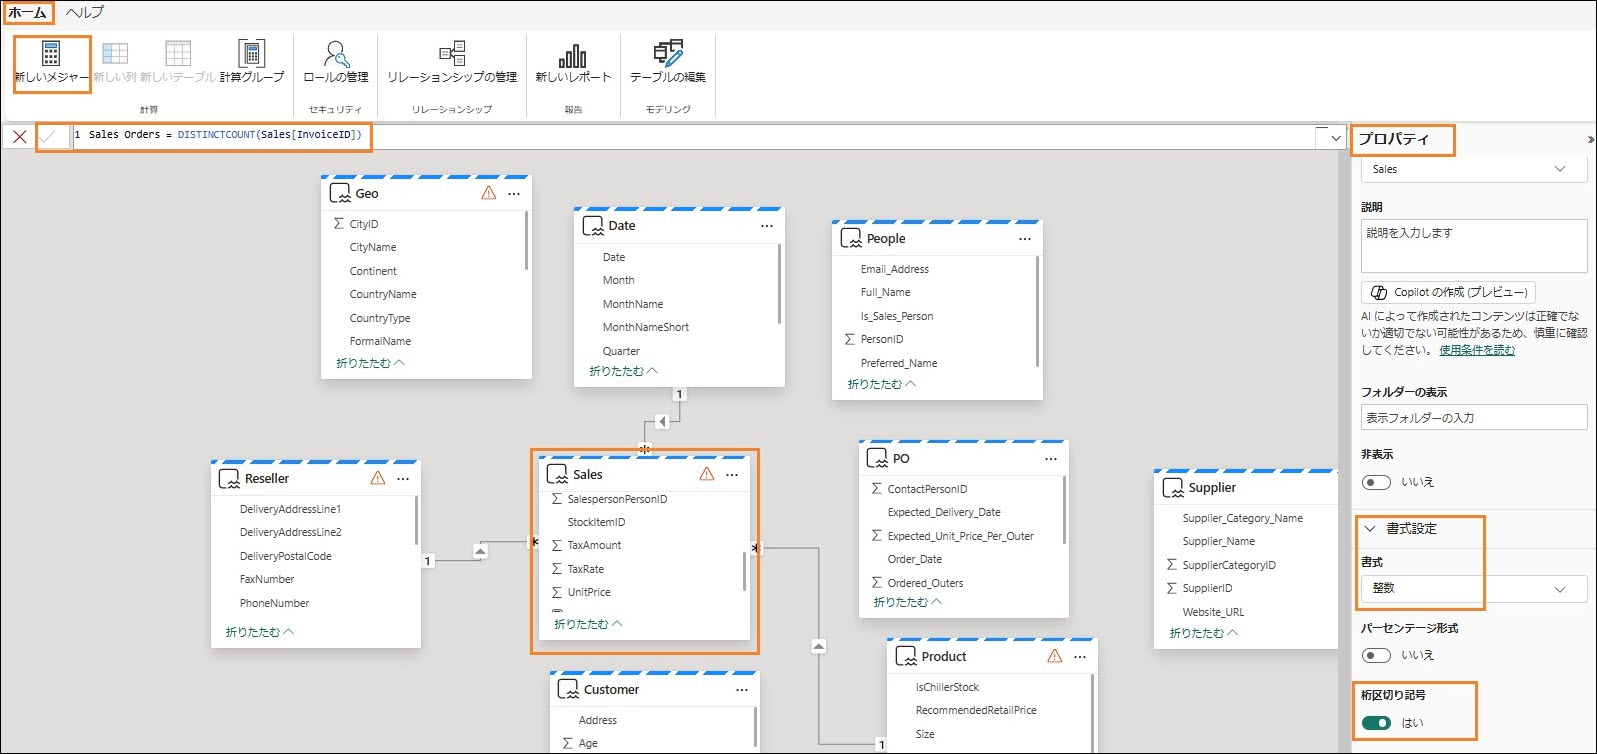 ホーム ヘルプ
新しいメジャー 新しい列 新しいテーブル 計算グループ
計算
ロールの管理
セキュリティ
リレーションシップの管理
リレーションシップ
新しいレポート
報告
テーブルの編集
モデリング
1 Sales Orders = DISTINCTCOUNT(Sales[InvoiceID])
Geo
CityID
CityName
Continent
CountryName
CountryType
FormalName
折りたたむ
Date
Date
Month
MonthName
MonthNameShort
Quarter
折りたたむ
People
Email_Address
Full_Name
Is_Sales_Person
PersonID
Preferred_Name
折りたたむ
1
*
Reseller
DeliveryAddressLine1
DeliveryAddressLine2
DeliveryPostalCode
FaxNumber
PhoneNumber
折りたたむ
1
*
Sales
SalespersonPersonID
StockItemID
TaxAmount
TaxRate
UnitPrice
折りたたむ
*
PO
ContactPersonID
Expected_Delivery_Date
Expected_Unit_Price_Per_Outer
Order_Date
Ordered_Outers
折りたたむ
Supplier
Supplier_Category_Name
Supplier_Name
SupplierCategoryID
SupplierID
Website_URL
折りたたむ
Customer
Address
Age
Product
IsChillerStock
RecommendedRetailPrice
Size
1
プロパティ
Sales
説明
説明を入力します
Copilot の作成 (プレビュー)
AI によって作成されたコンテンツは正確でな
いか適切でない可能性があるため、慎重に確認
してください。 使用条件を読む
フォルダーの表示
表示フォルダーの入力
非表示
いいえ
書式設定
書式
整数
パーセンテージ形式
いいえ
桁区切り記号
はい